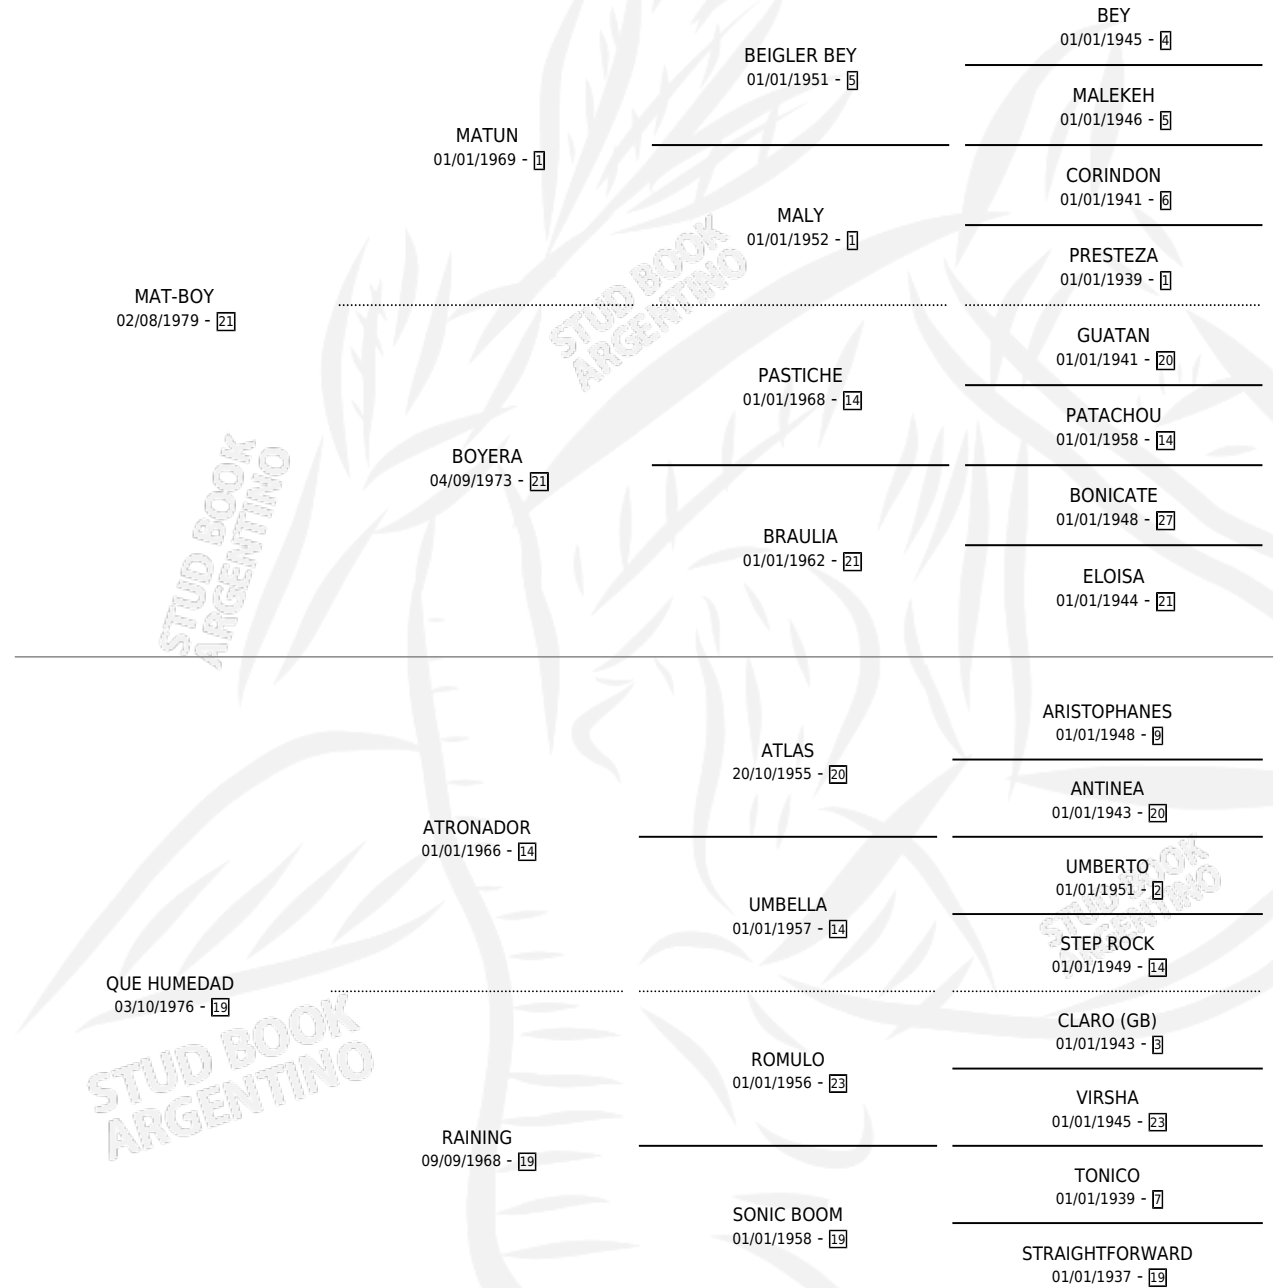 BEY
01/01/1945 - 4
BEIGLER BEY
01/01/1951 - 5
MALEKEH
01/01/1946 - 5
MATUN
01/01/1969 - 1
CORINDON
01/01/1941 - 6
MALY
01/01/1952 - 1
PRESTEZA
01/01/1939 - 1
MAT-BOY
02/08/1979 - 21
STUD BOOK
ARGENTINO
GUATAN
01/01/1941 - 20
PASTICHE
01/01/1968 - 14
PATACHOU
01/01/1958 - 14
BOYERA
04/09/1973 - 21
BONICATE
01/01/1948 - 27
BRAULIA
01/01/1962 - 21
ELOISA
01/01/1944 - 21
STUD BOOK
ARGENTINO
ARISTOPHANES
01/01/1948 - 9
ATLAS
20/10/1955 - 20
ANTINEA
01/01/1943 - 20
ATRONADOR
01/01/1966 - 14
UMBERTO
01/01/1951 - 2
UMBELLA
01/01/1957 - 14
STUD BOOK
ARGENTINO
STEP ROCK
01/01/1949 - 14
QUE HUMEDAD
03/10/1976 - 19
STUD BOOK
ARGENTINO
CLARO (GB)
01/01/1943 - 3
ROMULO
01/01/1956 - 23
VIRSHA
01/01/1945 - 23
RAINING
09/09/1968 - 19
TONICO
01/01/1939 - 7
SONIC BOOM
01/01/1958 - 19
STRAIGHTFORWARD
01/01/1937 - 19